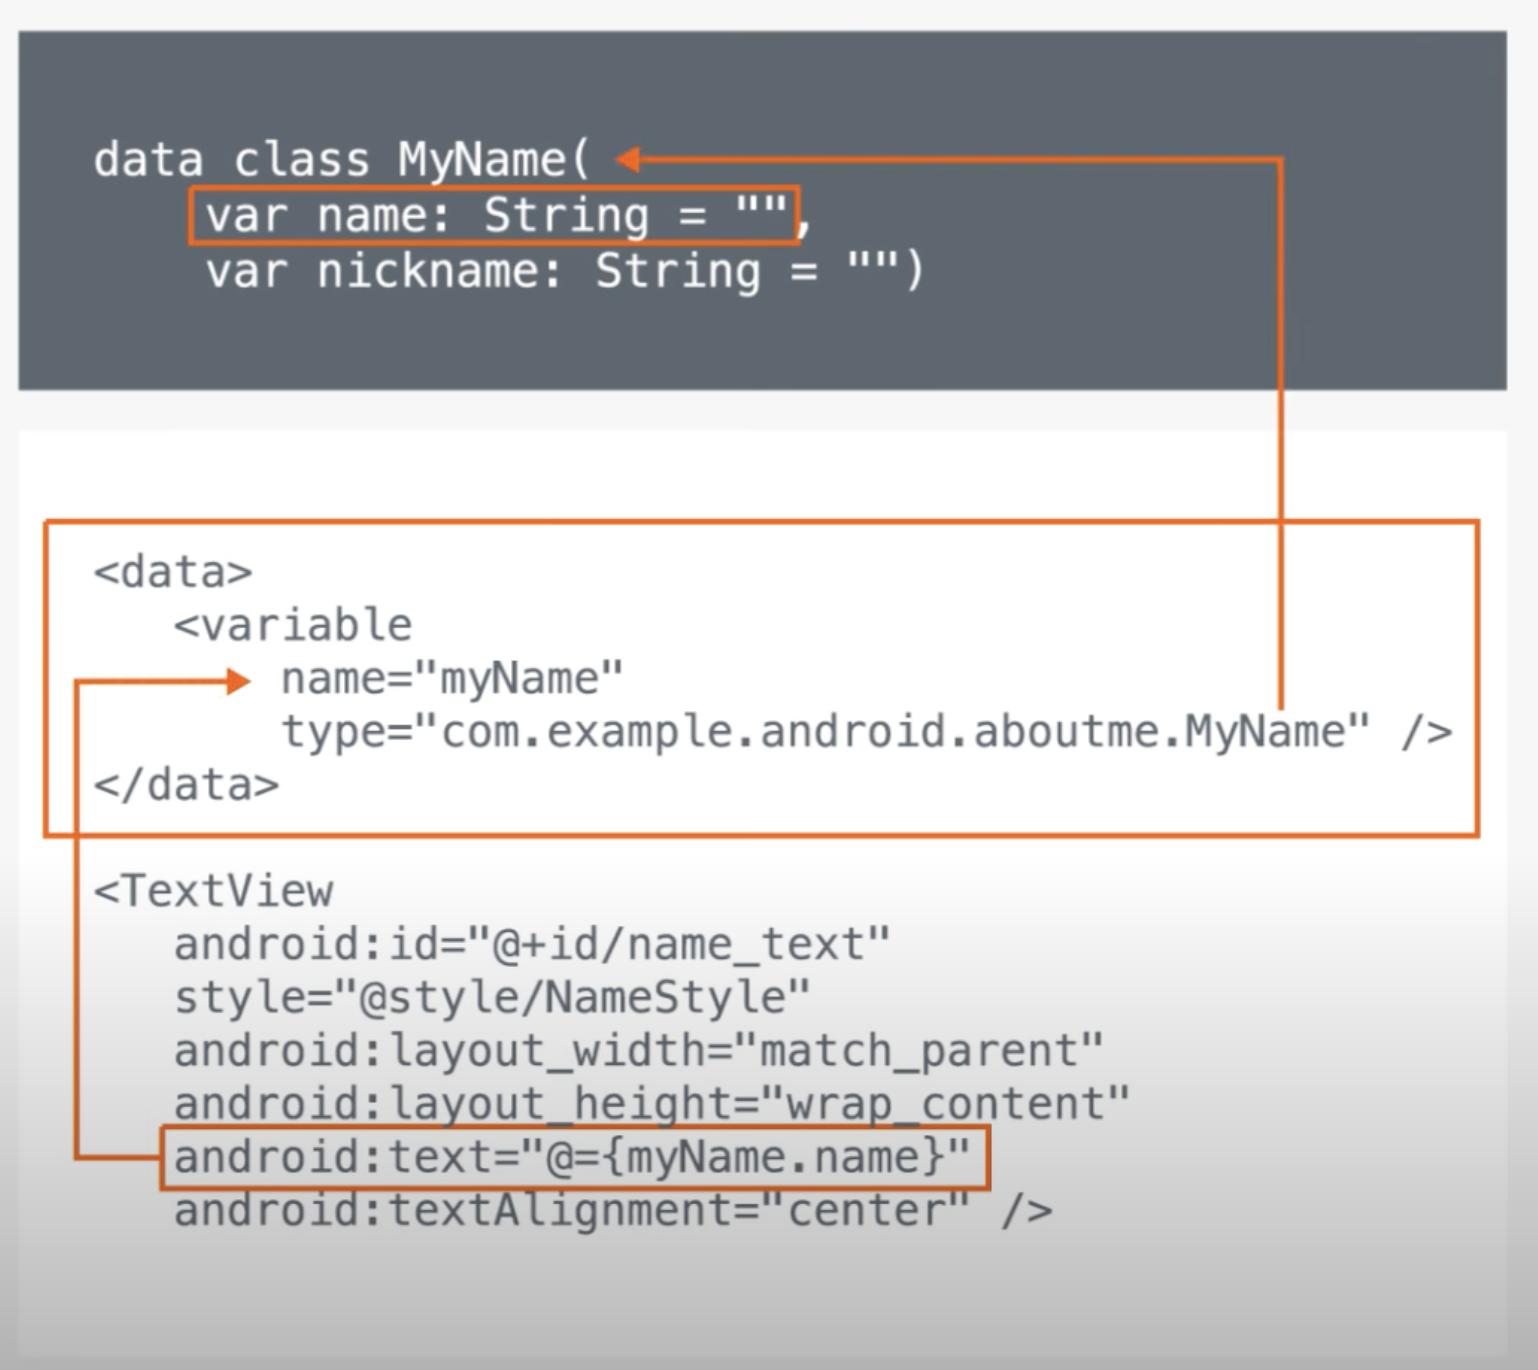 data class MyName(
var name: String = "",
var nickname: String = "")
<data>
<variable
name="myName"
type="com.example.android.aboutme.MyName" />
</data>
<TextView
android:id="@+id/name_text"
style="@style/NameStyle"
android:layout_width="match_parent"
android:layout_height="wrap_content"
android:text="@={myName.name}"
android:textAlignment="center" />